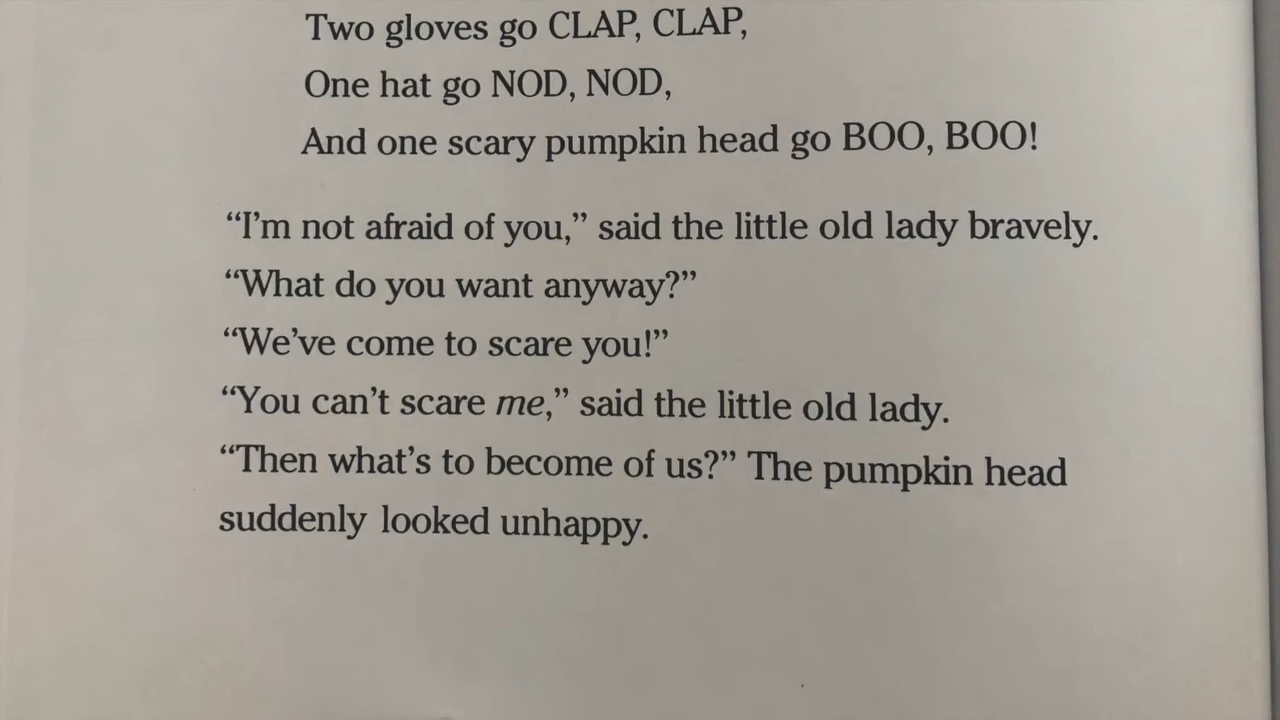 Two gloves go CLAP, CLAP,
One hat go NOD, NOD,
And one scary pumpkin head go BOO, BOO!
“I’m not afraid of you,” said the little old lady bravely.
“What do you want anyway?”
“We’ve come to scare you!”
“You can’t scare me,” said the little old lady.
“Then what’s to become of us?” The pumpkin head
suddenly looked unhappy.